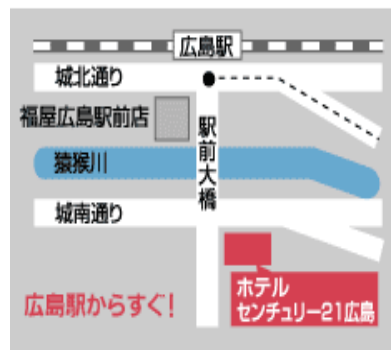 広島駅
城北通り
福屋広島駅前店
駅前大橋
猿猴川
城南通り
広島駅からすぐ！
ホテル
センチュリー21広島